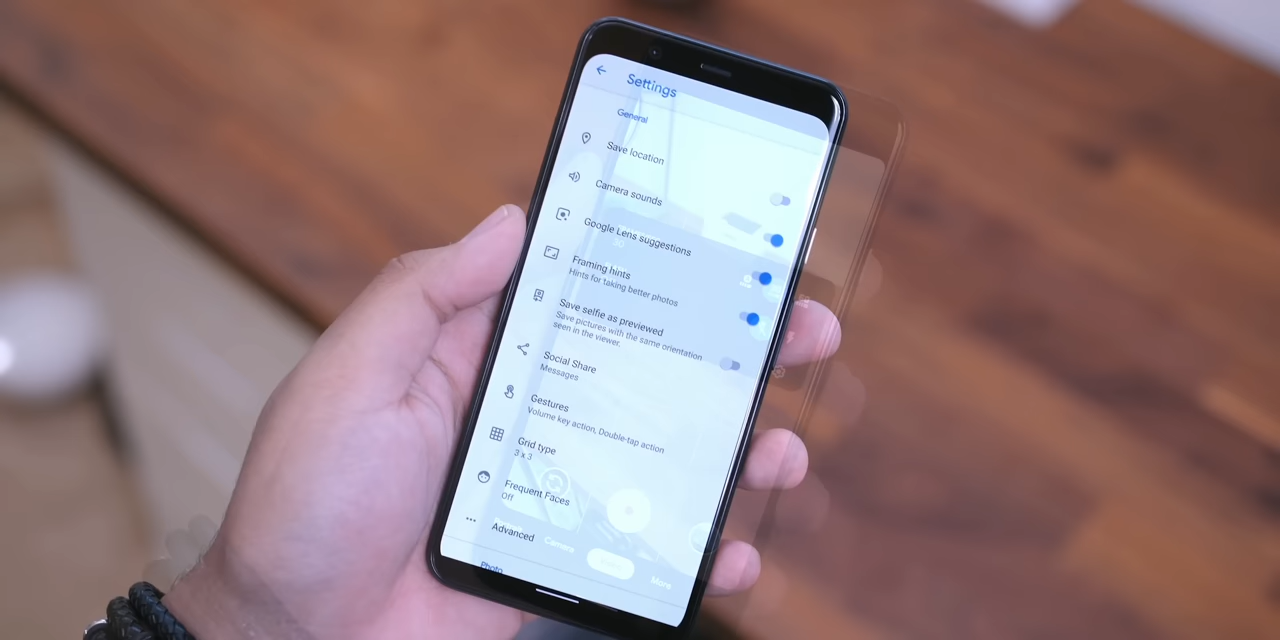 Settings
General
Save location
Camera sounds
Google Lens suggestions
Framing hints
Hints for taking better photos
Save selfie as previewed
Save pictures with the same orientation
seen in the viewer.
Social Share
Messages
Gestures
Volume key action, Double-tap action
Grid type
3 x 3
Frequent Faces
Off
Advanced
Camera
More
Photo